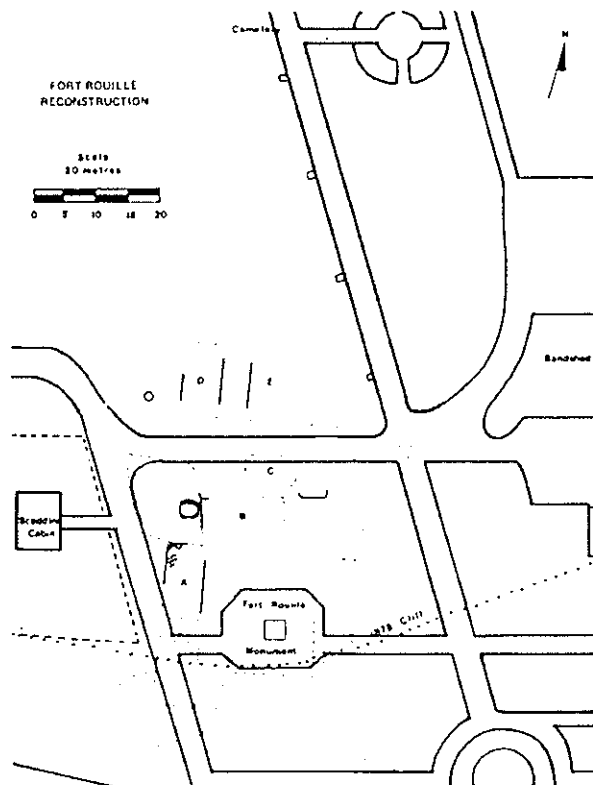 N
FORT ROUILLE
RECONSTRUCTION
Scale
20 Metres
0 5 10 15 20
D
E
Bandshed
C
Scadding
Cabin
B
A
Fort Rouille
Monument
1878 Cliff